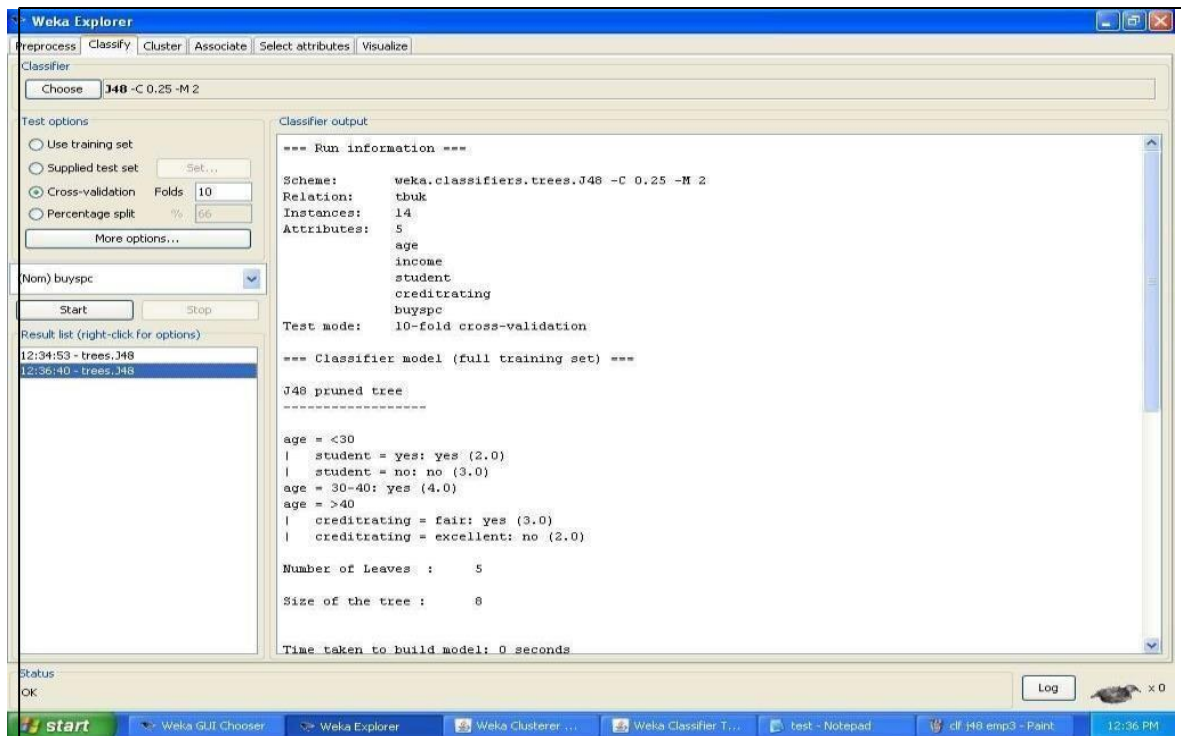 Weka Explorer
Preprocess Classify Cluster Associate Select attributes Visualize
Classifier
Choose J48 -C 0.25 -M 2
Test options
Use training set
Supplied test set Set...
Cross-validation Folds 10
Percentage split % 66
More options...
(Nom) buyspc
Start Stop
Result list (right-click for options)
12:34:53 - trees.J48
12:36:40 - trees.J48
Classifier output
=== Run information ===
Scheme: weka.classifiers.trees.J48 -C 0.25 -M 2
Relation: tbuk
Instances: 14
Attributes: 5
age
income
student
creditrating
buyspc
Test mode: 10-fold cross-validation
=== Classifier model (full training set) ===
J48 pruned tree
------------------
age = <30
| student = yes: yes (2.0)
| student = no: no (3.0)
age = 30-40: yes (4.0)
age = >40
| creditrating = fair: yes (3.0)
| creditrating = excellent: no (2.0)
Number of Leaves : 5
Size of the tree : 8
Time taken to build model: 0 seconds
Status
OK
Log x 0
start Weka GUI Chooser Weka Explorer Weka Clusterer ... Weka Classifier T... test - Notepad clf j48 emp3 - Paint 12:36 PM